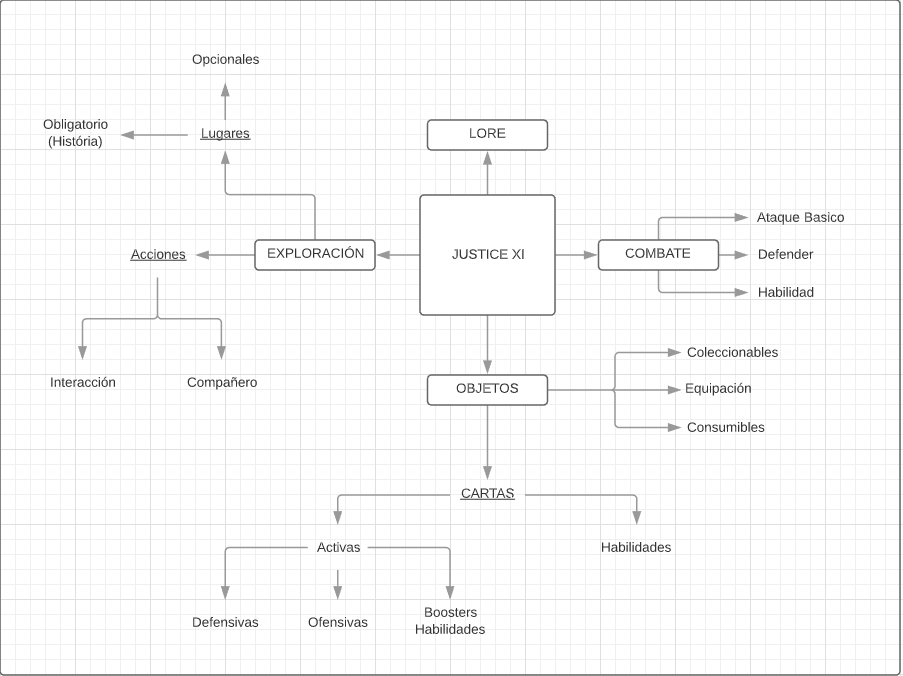 Opcionales
Obligatorio
(História)
Lugares
LORE
Ataque Basico
Acciones
EXPLORACIÓN
JUSTICE XI
COMBATE
Defender
Habilidad
Coleccionables
Interacción
Compañero
OBJETOS
Equipación
Consumibles
CARTAS
Activas
Habilidades
Defensivas
Ofensivas
Boosters
Habilidades